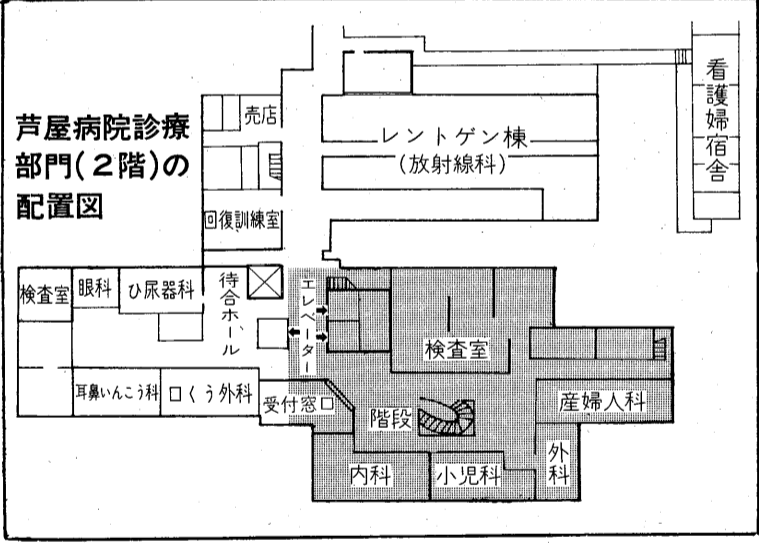 芦屋病院診療
部門(2階)の
配置図
売店
回復訓練室
レントゲン棟
(放射線科)
看護婦宿舎
検査室
眼科
ひ尿器科
待合ホール
エレベーター
検査室
耳鼻いんこう科
口くう外科
受付窓口
階段
産婦人科
内科
小児科
外科